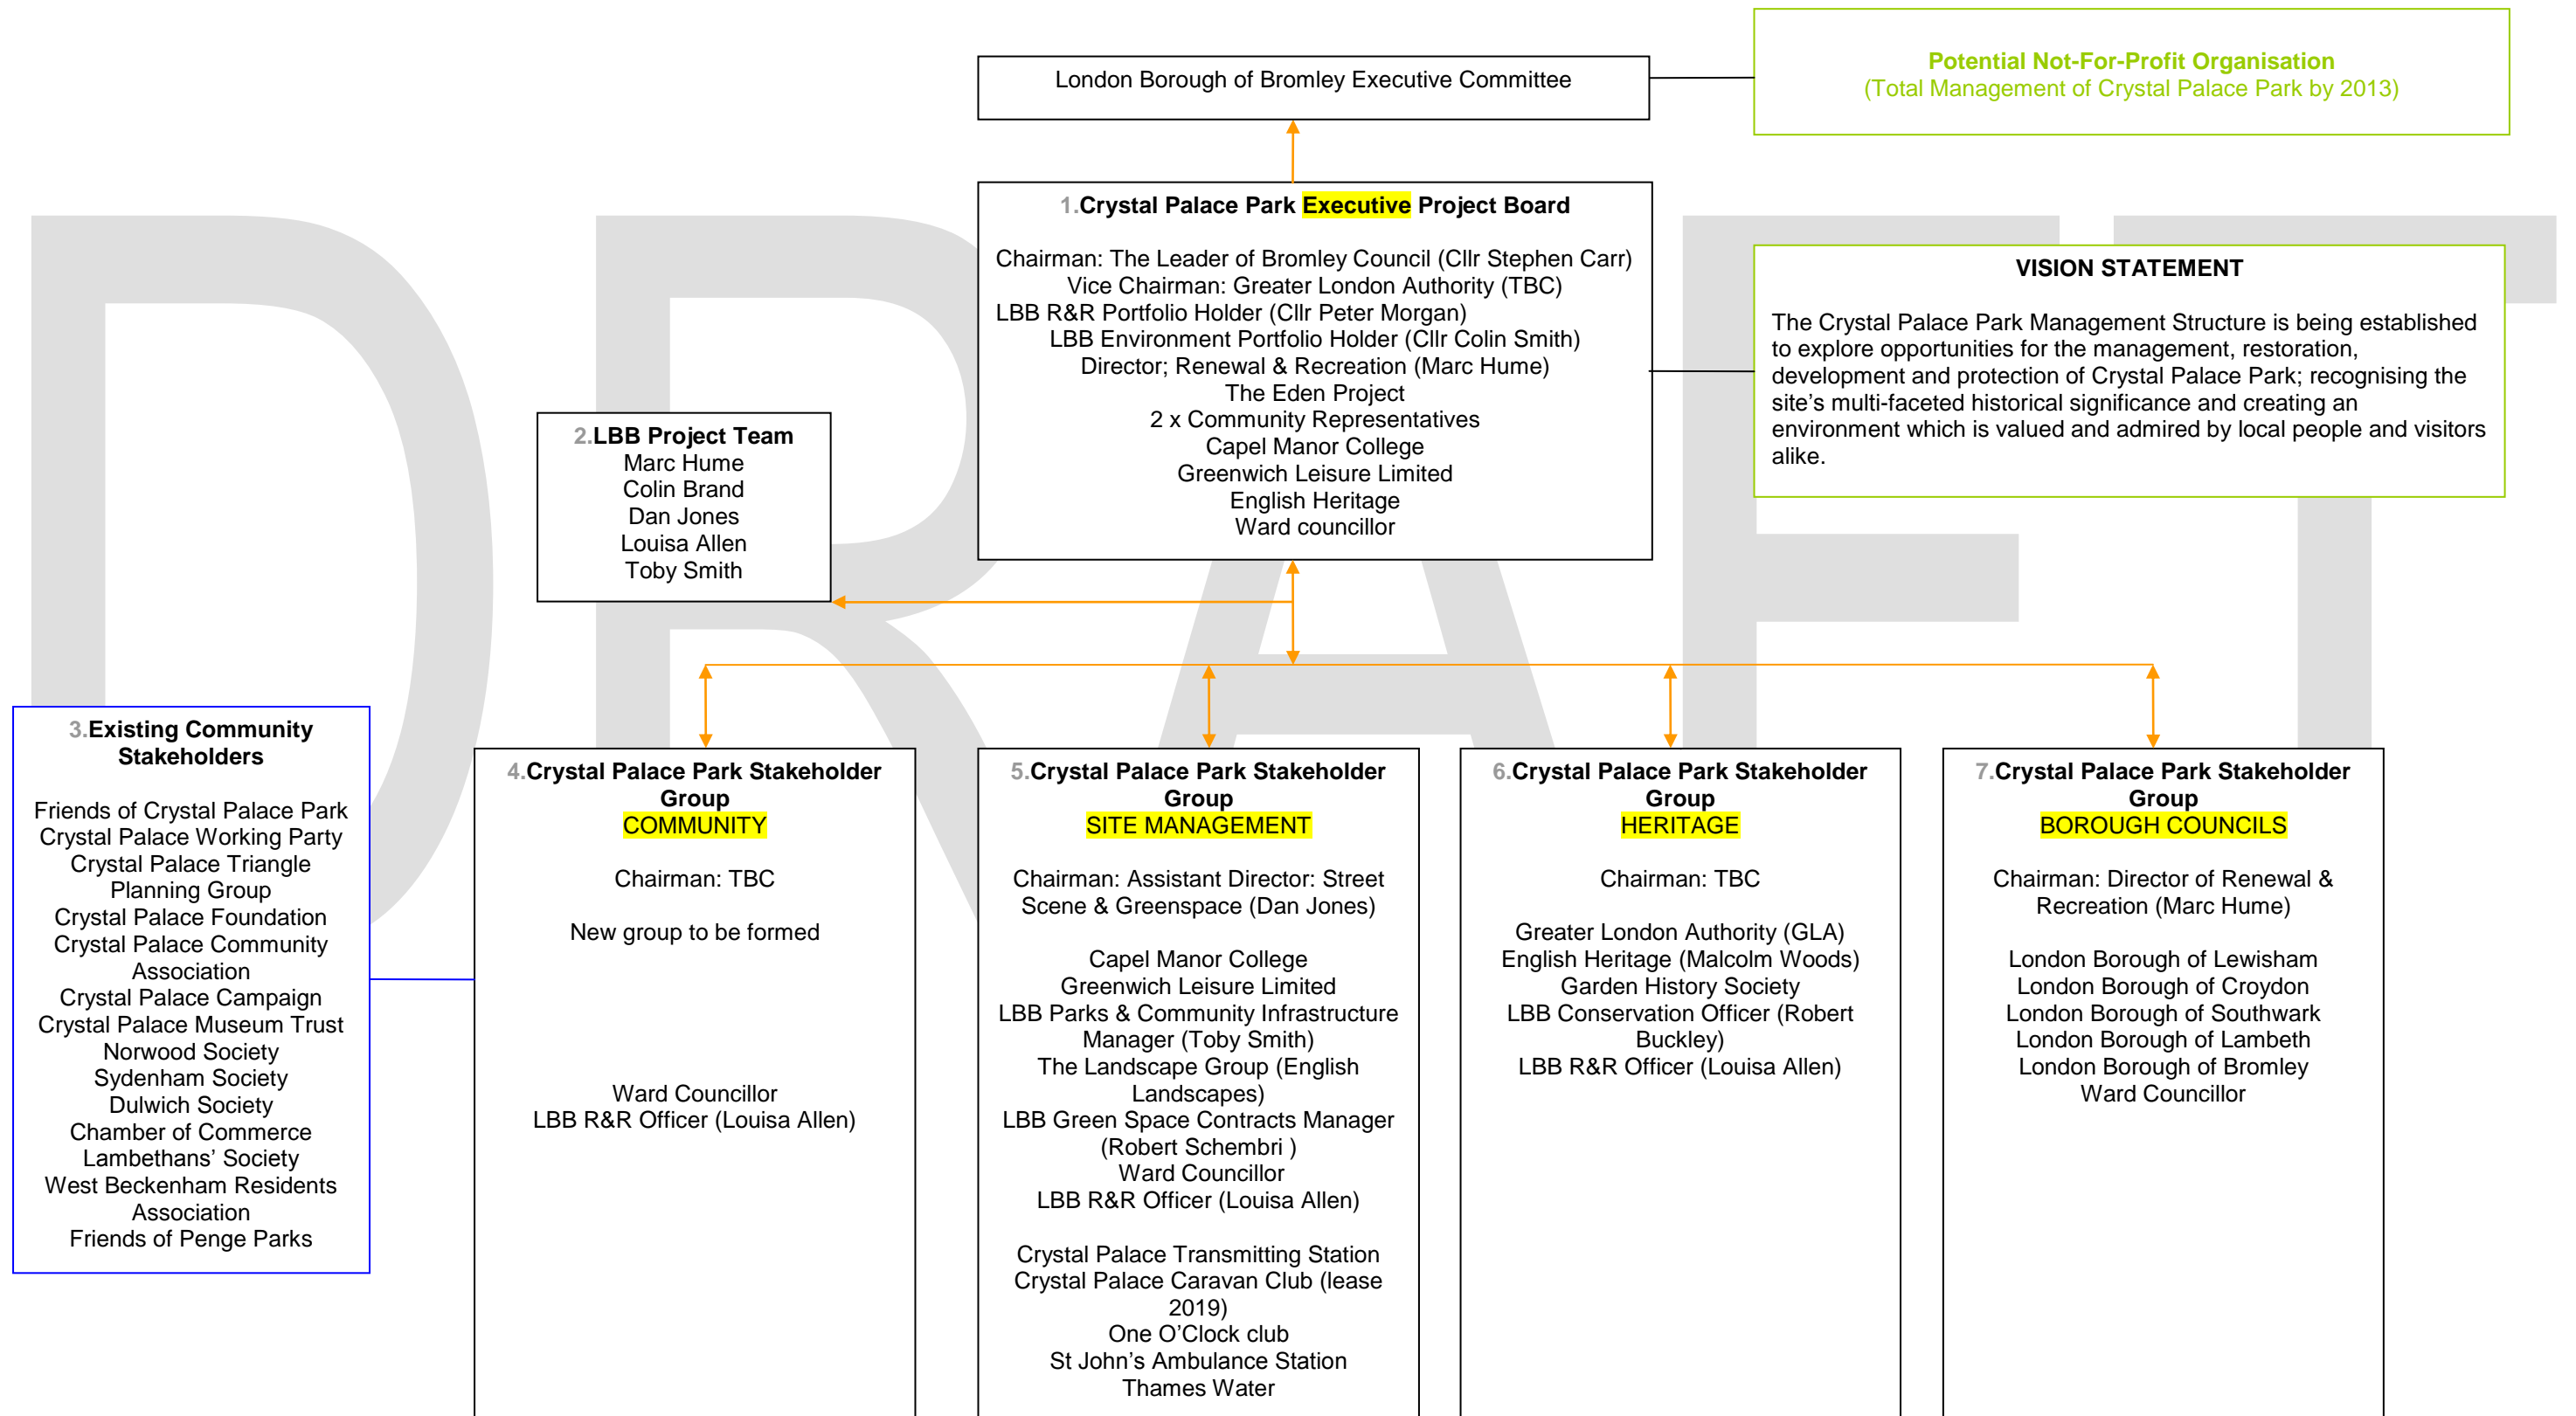 London Borough of Bromley Executive Committee
Potential Not-For-Profit Organisation
(Total Management of Crystal Palace Park by 2013)
1.Crystal Palace Park Executive Project Board
Chairman: The Leader of Bromley Council (Cllr Stephen Carr)
Vice Chairman: Greater London Authority (TBC)
LBB R&R Portfolio Holder (Cllr Peter Morgan)
LBB Environment Portfolio Holder (Cllr Colin Smith)
Director; Renewal & Recreation (Marc Hume)
The Eden Project
2 x Community Representatives
Capel Manor College
Greenwich Leisure Limited
English Heritage
Ward councillor
VISION STATEMENT
The Crystal Palace Park Management Structure is being established
to explore opportunities for the management, restoration,
development and protection of Crystal Palace Park; recognising the
site's multi-faceted historical significance and creating an
environment which is valued and admired by local people and visitors
alike.
2.LBB Project Team
Marc Hume
Colin Brand
Dan Jones
Louisa Allen
Toby Smith
3.Existing Community
Stakeholders
Friends of Crystal Palace Park
Crystal Palace Working Party
Crystal Palace Triangle
Planning Group
Crystal Palace Foundation
Crystal Palace Community
Association
Crystal Palace Campaign
Crystal Palace Museum Trust
Norwood Society
Sydenham Society
Dulwich Society
Chamber of Commerce
Lambethans' Society
West Beckenham Residents
Association
Friends of Penge Parks
4.Crystal Palace Park Stakeholder
Group
COMMUNITY
Chairman: TBC
New group to be formed
Ward Councillor
LBB R&R Officer (Louisa Allen)
5.Crystal Palace Park Stakeholder
Group
SITE MANAGEMENT
Chairman: Assistant Director: Street
Scene & Greenspace (Dan Jones)
Capel Manor College
Greenwich Leisure Limited
LBB Parks & Community Infrastructure
Manager (Toby Smith)
The Landscape Group (English
Landscapes)
LBB Green Space Contracts Manager
(Robert Schembri )
Ward Councillor
LBB R&R Officer (Louisa Allen)
Crystal Palace Transmitting Station
Crystal Palace Caravan Club (lease
2019)
One O'Clock club
St John's Ambulance Station
Thames Water
6.Crystal Palace Park Stakeholder
Group
HERITAGE
Chairman: TBC
Greater London Authority (GLA)
English Heritage (Malcolm Woods)
Garden History Society
LBB Conservation Officer (Robert
Buckley)
LBB R&R Officer (Louisa Allen)
7.Crystal Palace Park Stakeholder
Group
BOROUGH COUNCILS
Chairman: Director of Renewal &
Recreation (Marc Hume)
London Borough of Lewisham
London Borough of Croydon
London Borough of Southwark
London Borough of Lambeth
London Borough of Bromley
Ward Councillor
DRAFT